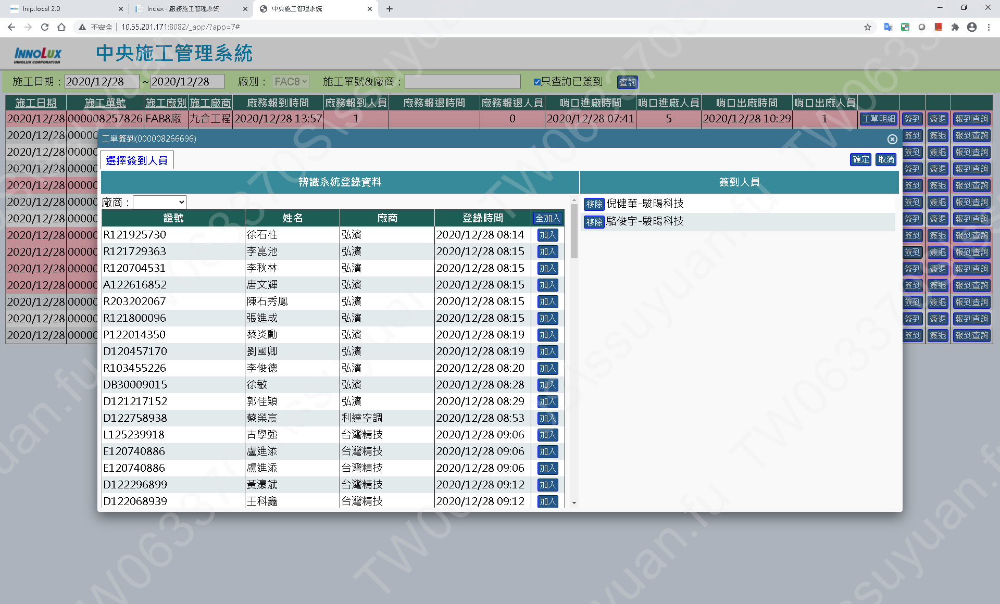 Inip.local 2.0
Index - 廠務施工管理系統
中央施工管理系統
不安全 10.55.201.171:8082/_app/?app=7#
INNOLUX
INNOLUX CORPORATION
中央施工管理系統
施工日期： 2020/12/28 ~ 2020/12/28 廠別： FAC8 施工單號&廠商： 只查詢已簽到 查詢
施工日期 施工單號 施工廠別 施工廠商 廠務報到時間 廠務報到人員 廠務報退時間 廠務報退人員 哨口進廠時間 哨口進廠人員 哨口出廠時間 哨口出廠人員
2020/12/28 000008257826 FAB8廠 九合工程 2020/12/28 13:57 1 0 2020/12/28 07:41 5 2020/12/28 10:29 1 工單明細 簽到 簽退 報到查詢
2020/12/28 00000 簽到 簽退 報到查詢
2020/12/28 00000 簽到 簽退 報到查詢
2020/12/28 00000 簽到 簽退 報到查詢
2020/12/28 00000 簽到 簽退 報到查詢
2020/12/28 00000 簽到 簽退 報到查詢
2020/12/28 00000 簽到 簽退 報到查詢
2020/12/28 00000 簽到 簽退 報到查詢
2020/12/28 00000 簽到 簽退 報到查詢
2020/12/28 00000 簽到 簽退 報到查詢
2020/12/28 00000 簽到 簽退 報到查詢
2020/12/28 00000 簽到 簽退 報到查詢
2020/12/28 00000 簽到 簽退 報到查詢
2020/12/28 00000 簽到 簽退 報到查詢
工單簽到(000008266696)
選擇簽到人員 確定 取消
辨識系統登錄資料 簽到人員
廠商：
證號 姓名 廠商 登錄時間 全加入
R121925730 徐石柱 弘濱 2020/12/28 08:14 加入
R121729363 李崑池 弘濱 2020/12/28 08:15 加入
R120704531 李秋林 弘濱 2020/12/28 08:15 加入
A122616852 唐文輝 弘濱 2020/12/28 08:15 加入
R203202067 陳石秀鳳 弘濱 2020/12/28 08:15 加入
R121800096 張進成 弘濱 2020/12/28 08:15 加入
P122014350 蔡炎勳 弘濱 2020/12/28 08:19 加入
D120457170 劉國卿 弘濱 2020/12/28 08:19 加入
R103455226 李俊德 弘濱 2020/12/28 08:20 加入
DB30009015 徐敏 弘濱 2020/12/28 08:28 加入
D121217152 郭佳穎 弘濱 2020/12/28 08:29 加入
D122758938 蔡榮宸 利達空調 2020/12/28 08:53 加入
L125239918 古學強 台灣精技 2020/12/28 09:06 加入
E120740886 盧進添 台灣精技 2020/12/28 09:06 加入
E120740886 盧進添 台灣精技 2020/12/28 09:06 加入
D122296899 黃濠斌 台灣精技 2020/12/28 09:12 加入
D122068939 王科鑫 台灣精技 2020/12/28 09:12 加入
移除 倪健華-駿暘科技
移除 駱俊宇-駿暘科技